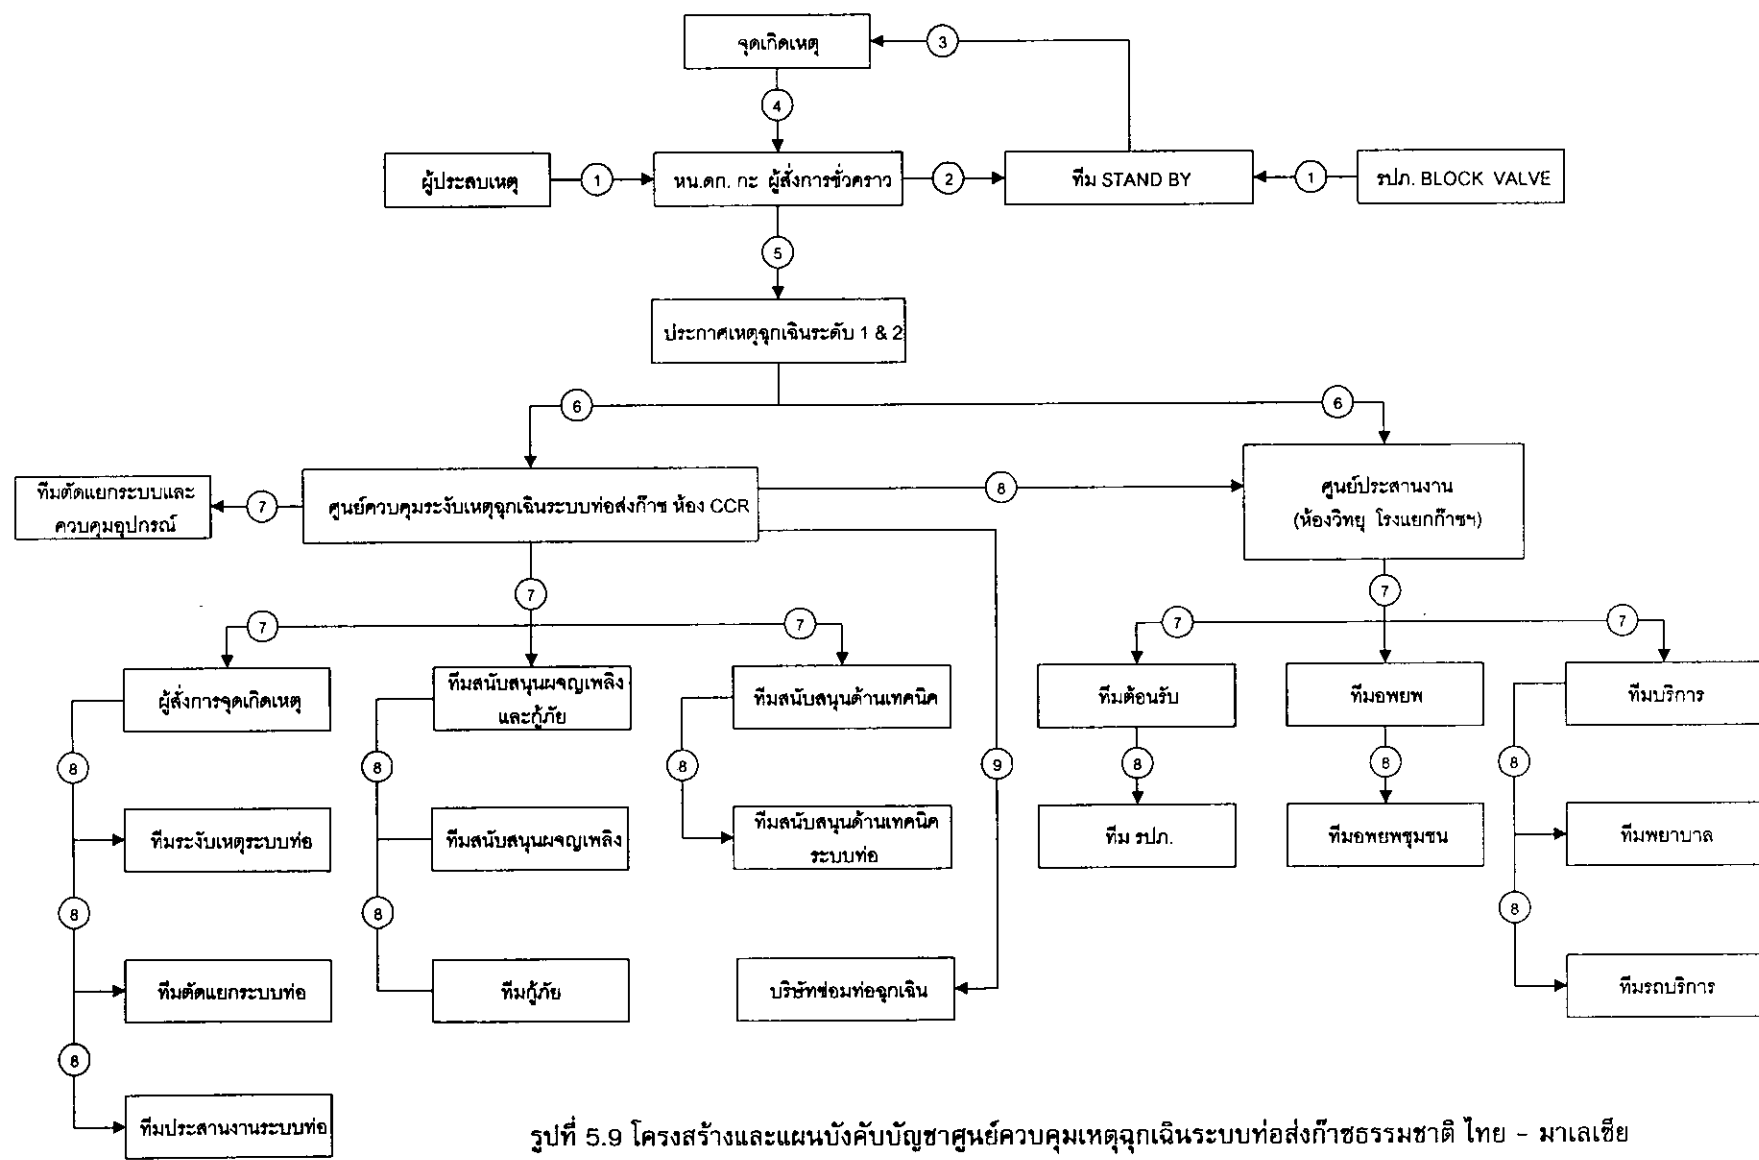 จุดเกิดเหตุ
3
4
ผู้ประสบเหตุ
1
หน.ดก. กะ ผู้สั่งการชั่วคราว
2
ทีม STAND BY
1
รปภ. BLOCK VALVE
5
ประกาศเหตุฉุกเฉินระดับ 1 & 2
6
6
ทีมตัดแยกระบบและ
ควบคุมอุปกรณ์
7
ศูนย์ควบคุมระงับเหตุฉุกเฉินระบบท่อส่งก๊าซ ห้อง CCR
8
ศูนย์ประสานงาน
(ห้องวิทยุ โรงแยกก๊าซฯ)
7
7
7
7
7
7
7
ผู้สั่งการจุดเกิดเหตุ
ทีมสนับสนุนผจญเพลิง
และกู้ภัย
ทีมสนับสนุนด้านเทคนิค
ทีมต้อนรับ
ทีมอพยพ
ทีมบริการ
8
8
8
9
8
8
8
ทีมระงับเหตุระบบท่อ
ทีมสนับสนุนผจญเพลิง
ทีมสนับสนุนด้านเทคนิค
ระบบท่อ
ทีม รปภ.
ทีมอพยพชุมชน
ทีมพยาบาล
8
8
8
ทีมตัดแยกระบบท่อ
ทีมกู้ภัย
บริษัทซ่อมท่อฉุกเฉิน
ทีมรถบริการ
8
ทีมประสานงานระบบท่อ
รูปที่ 5.9 โครงสร้างและแผนบังคับบัญชาศูนย์ควบคุมเหตุฉุกเฉินระบบท่อส่งก๊าซธรรมชาติ ไทย - มาเลเซีย